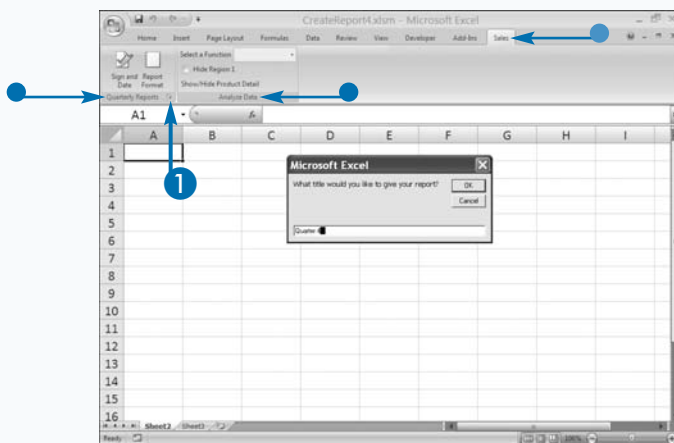 CreateReport4.xlsm - Microsoft Excel
Home Insert Page Layout Formulas Data Review View Developer Add-Ins Sales
Sign and Date Report Format
Select a Function
Hide Region 1
Show/Hide Product Detail
Quarterly Reports Analyze Data
1
A1 fx
A B C D E F G H I
1
2
3
4
5
6
7
8
9
10
11
12
13
14
15
16
Microsoft Excel
What title would you like to give your report?
OK
Cancel
Quarter
Sheet2 Sheet3
Ready 100%